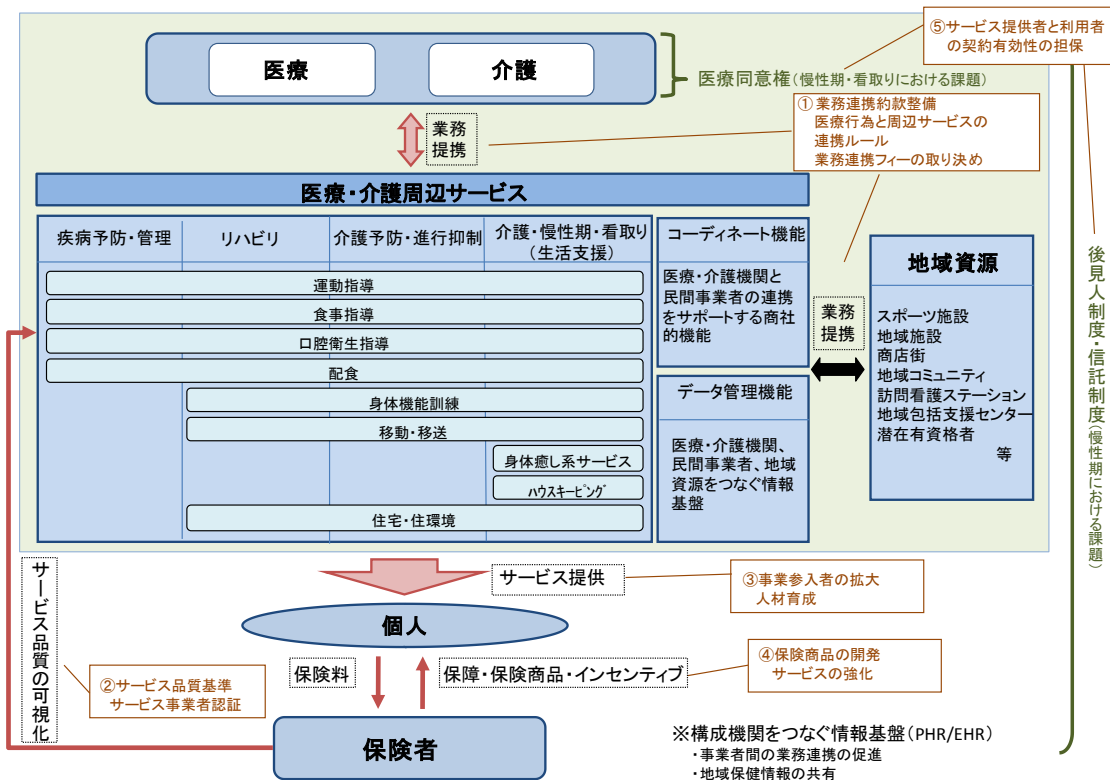 ⑤サービス提供者と利用者
の契約有効性の担保
医療
介護
医療同意権(慢性期・看取りにおける課題)
業務
提携
①業務連携約款整備
医療行為と周辺サービスの
連携ルール
業務連携フィーの取り決め
医療・介護周辺サービス
疾病予防・管理
リハビリ
介護予防・進行抑制
介護・慢性期・看取り
(生活支援)
運動指導
食事指導
口腔衛生指導
配食
身体機能訓練
移動・移送
身体癒し系サービス
ハウスキーピング
住宅・住環境
コーディネート機能
医療・介護機関と
民間事業者の連携
をサポートする商社
的機能
データ管理機能
医療・介護機関、
民間事業者、地域
資源をつなぐ情報
基盤
業務
提携
地域資源
スポーツ施設
地域施設
商店街
地域コミュニティ
訪問看護ステーション
地域包括支援センター
潜在有資格者
等
後見人制度・信託制度(慢性期における課題)
サービス提供
③事業参入者の拡大
人材育成
個人
サービス品質の可視化
②サービス品質基準
サービス事業者認証
保険料
保障・保険商品・インセンティブ
④保険商品の開発
サービスの強化
保険者
※構成機関をつなぐ情報基盤(PHR/EHR)
・事業者間の業務連携の促進
・地域保健情報の共有